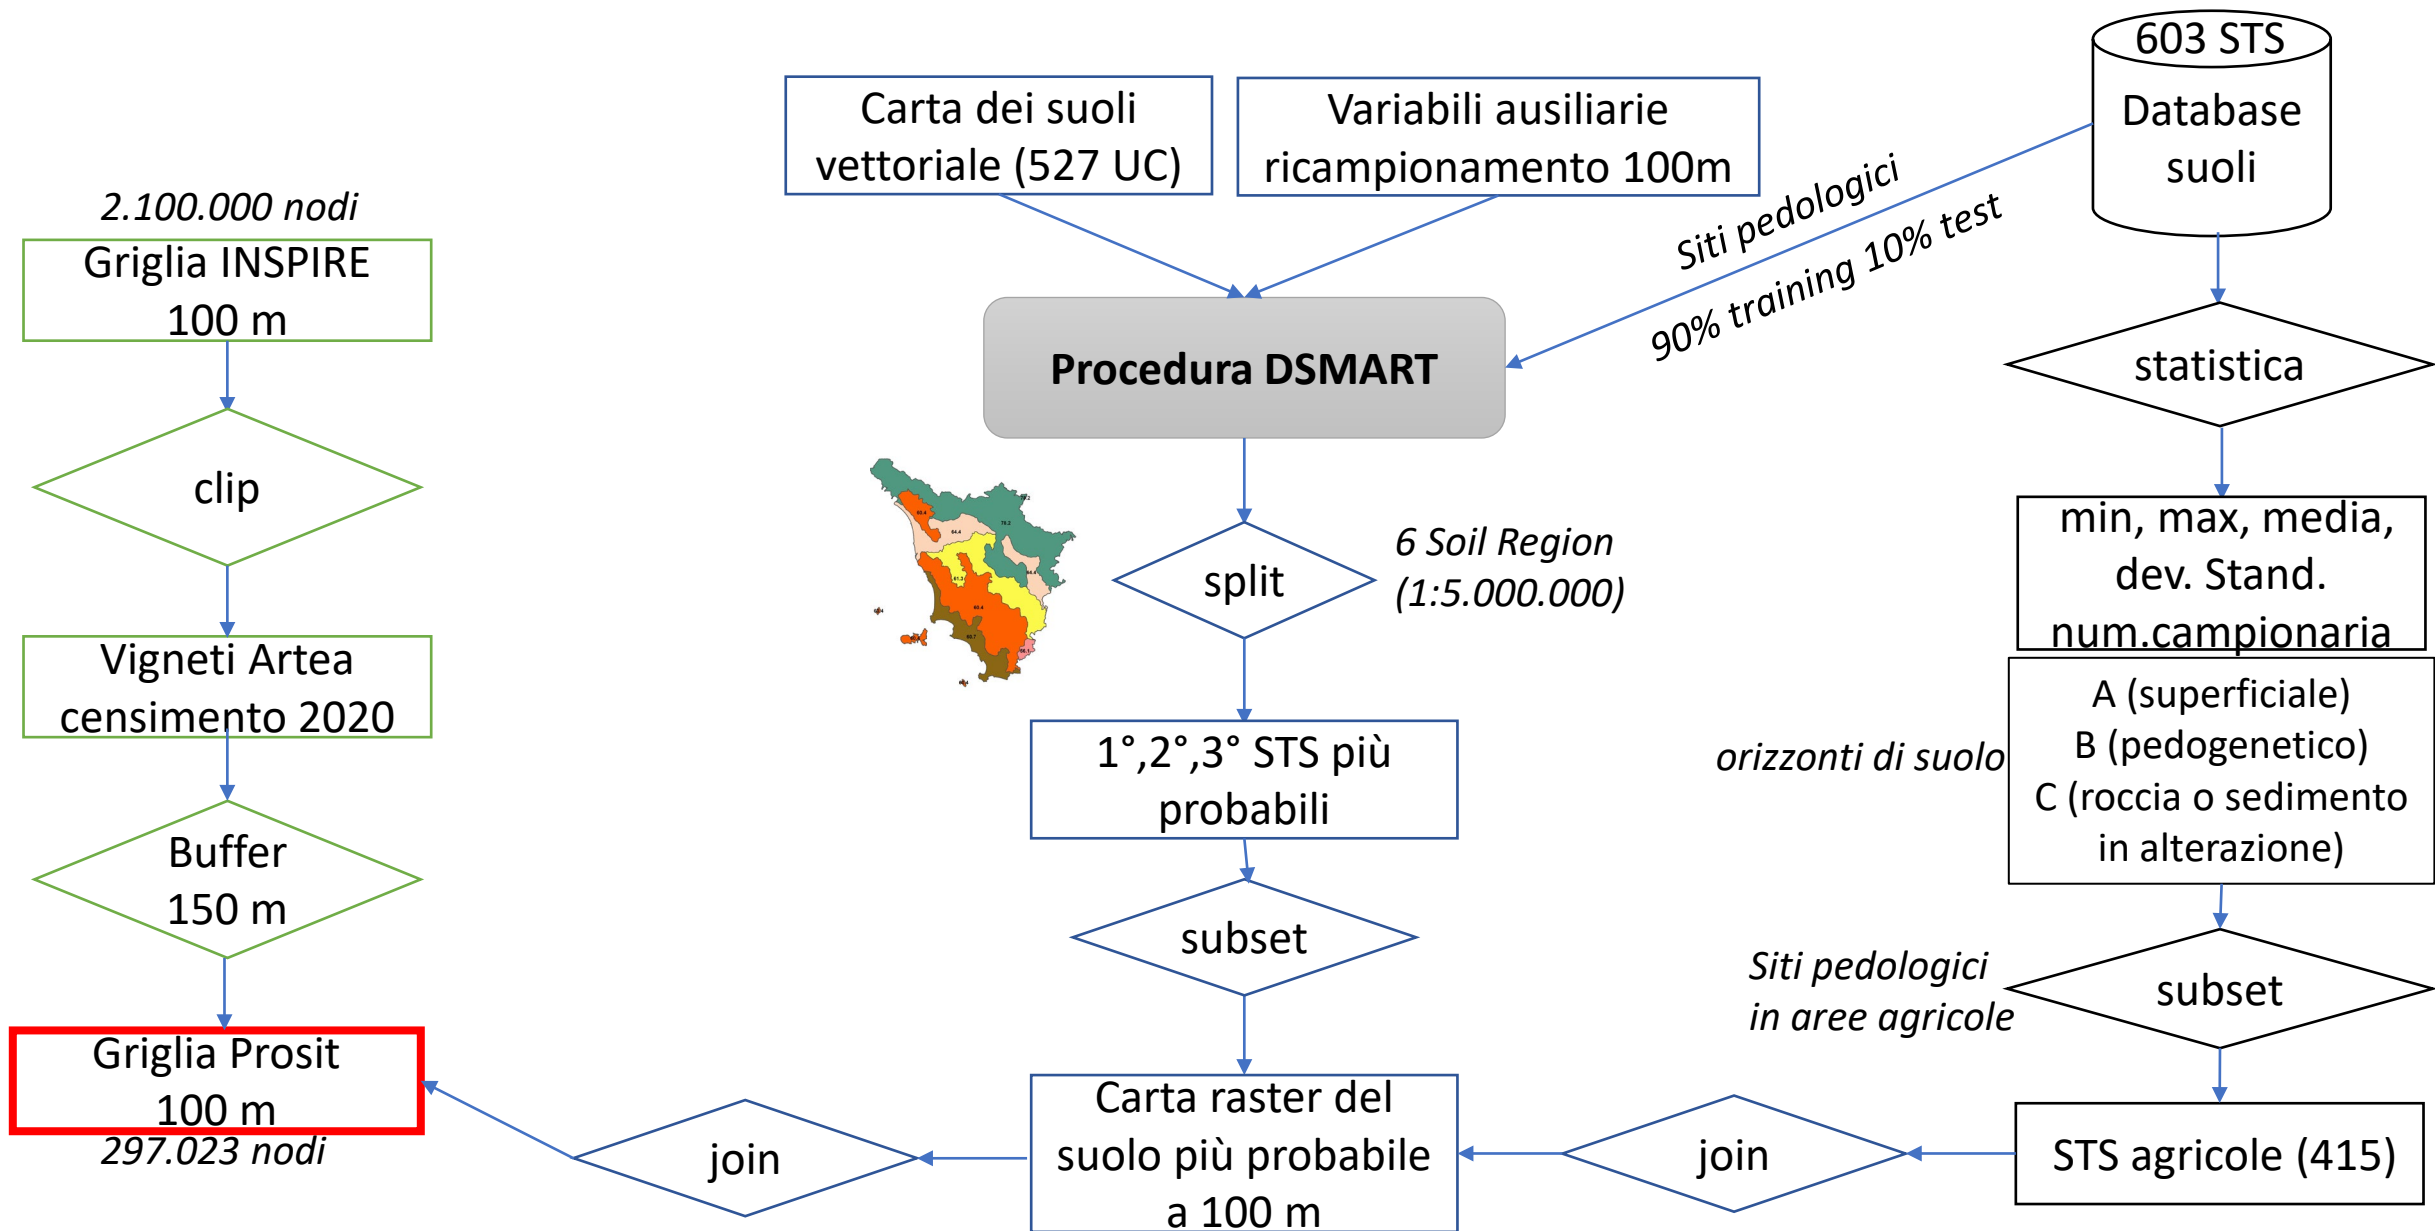 603 STS
Database
suoli
Carta dei suoli
vettoriale (527 UC)
Variabili ausiliarie
ricampionamento 100m
Siti pedologici
90% training 10% test
2.100.000 nodi
Griglia INSPIRE
100 m
Procedura DSMART
statistica
clip
split
6 Soil Region
(1:5.000.000)
min, max, media,
dev. Stand.
num.campionaria
Vigneti Artea
censimento 2020
A (superficiale)
B (pedogenetico)
C (roccia o sedimento
in alterazione)
orizzonti di suolo
1°,2°,3° STS più
probabili
Buffer
150 m
subset
Siti pedologici
in aree agricole
subset
Griglia Prosit
100 m
297.023 nodi
join
Carta raster del
suolo più probabile
a 100 m
join
STS agricole (415)